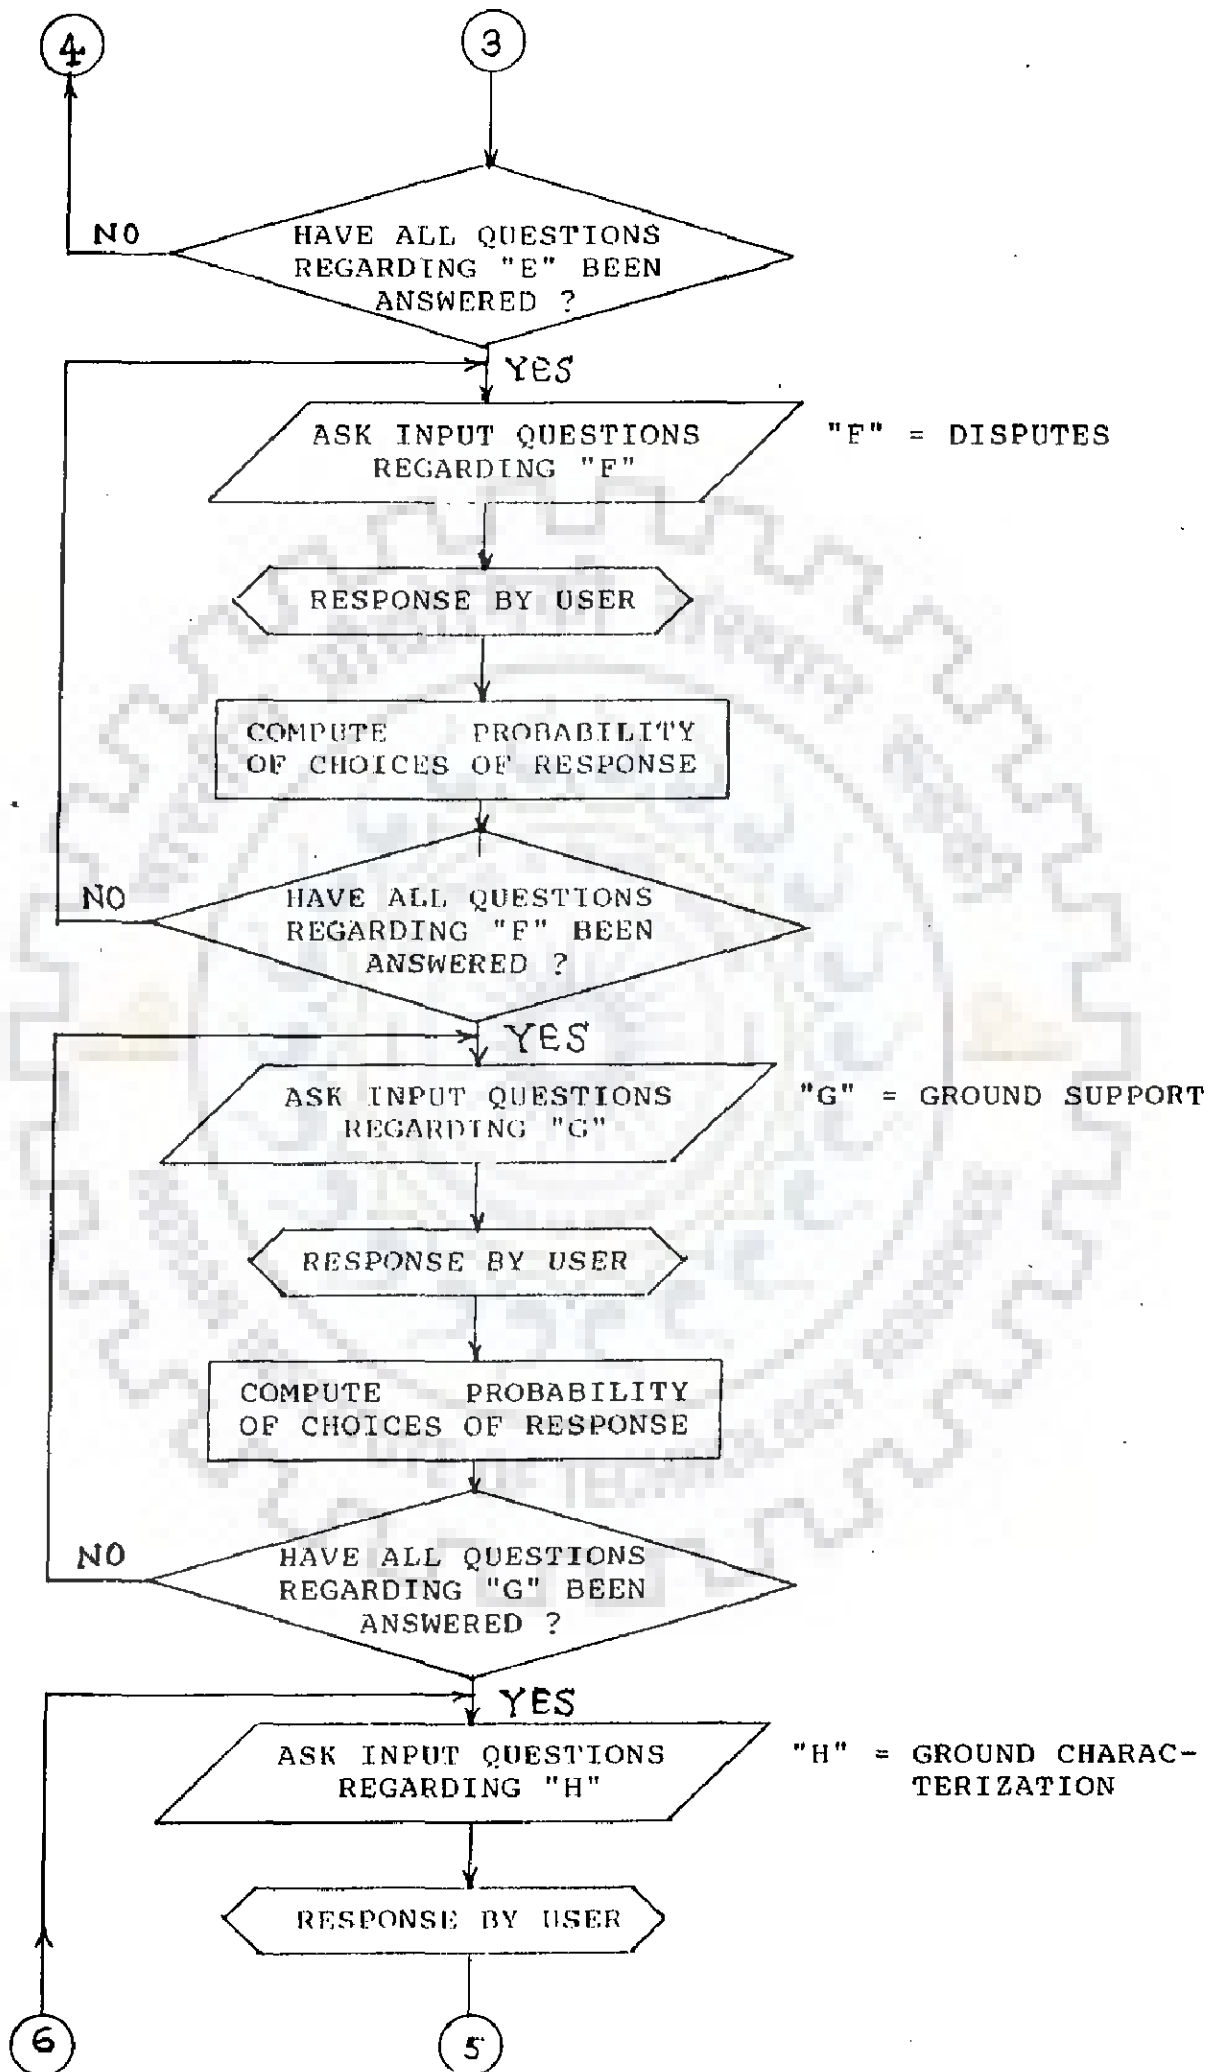 4
3
NO
HAVE ALL QUESTIONS
REGARDING "E" BEEN
ANSWERED ?
YES
ASK INPUT QUESTIONS
REGARDING "F"
"F" = DISPUTES
RESPONSE BY USER
COMPUTE PROBABILITY
OF CHOICES OF RESPONSE
NO
HAVE ALL QUESTIONS
REGARDING "F" BEEN
ANSWERED ?
YES
ASK INPUT QUESTIONS
REGARDING "G"
"G" = GROUND SUPPORT
RESPONSE BY USER
COMPUTE PROBABILITY
OF CHOICES OF RESPONSE
NO
HAVE ALL QUESTIONS
REGARDING "G" BEEN
ANSWERED ?
YES
ASK INPUT QUESTIONS
REGARDING "H"
"H" = GROUND CHARAC-
TERIZATION
RESPONSE BY USER
6
5